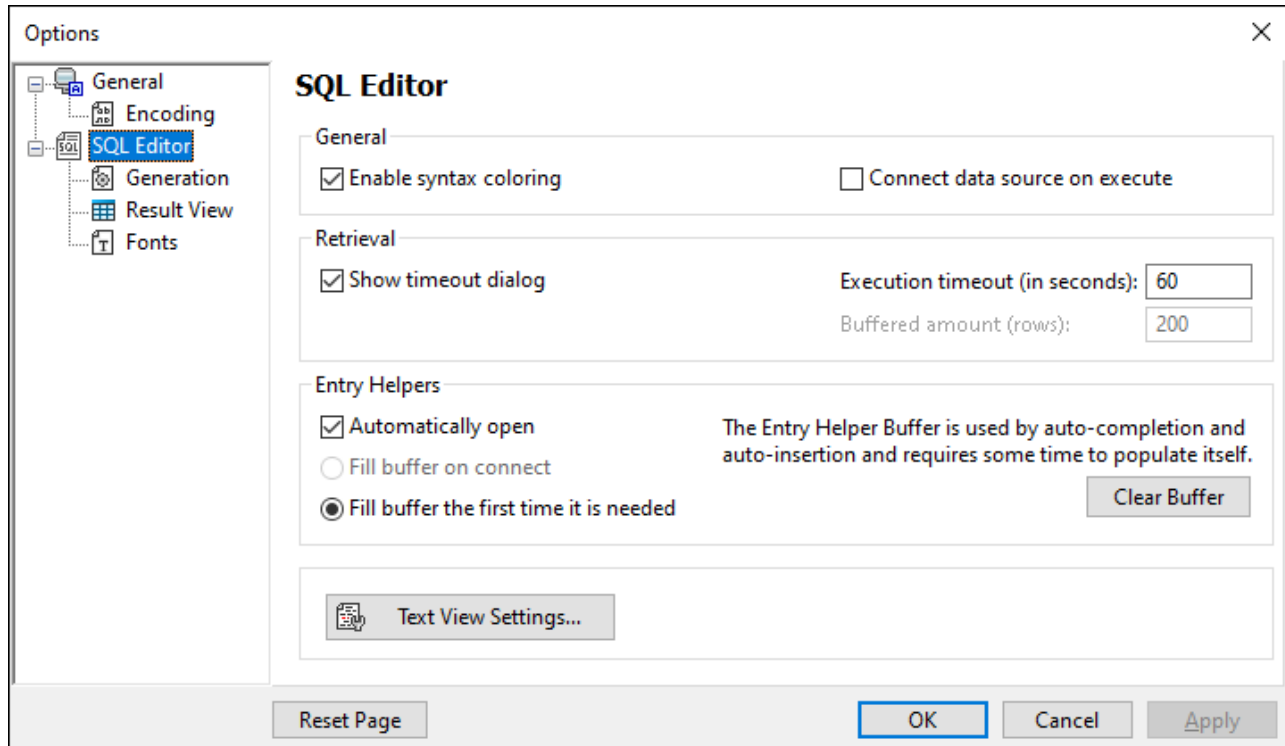 Options
General
Encoding
SQL Editor
Generation
Result View
Fonts
SQL Editor
General
Enable syntax coloring
Connect data source on execute
Retrieval
Show timeout dialog
Execution timeout (in seconds): 60
Buffered amount (rows): 200
Entry Helpers
Automatically open
Fill buffer on connect
Fill buffer the first time it is needed
The Entry Helper Buffer is used by auto-completion and
auto-insertion and requires some time to populate itself.
Clear Buffer
Text View Settings...
Reset Page
OK
Cancel
Apply